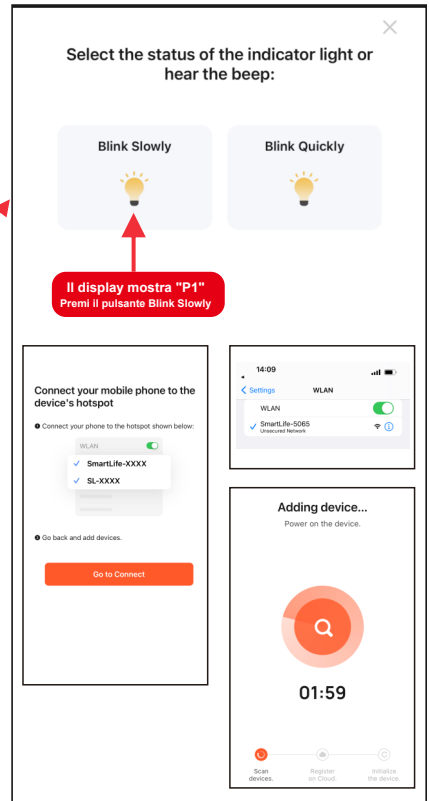 Select the status of the indicator light or
hear the beep:
Blink Slowly
Blink Quickly
Il display mostra "P1"
Premi il pulsante Blink Slowly
Connect your mobile phone to the
device's hotspot
❶ Connect your phone to the hotspot shown below:
WLAN
✓ SmartLife-XXXX
✓ SL-XXXX
❷ Go back and add devices.
Go to Connect
14:09
Settings
WLAN
WLAN
SmartLife-5065
Unsecured Network
Adding device...
Power on the device.
01:59
Scan
devices.
Register
on Cloud
Initialize
the device.